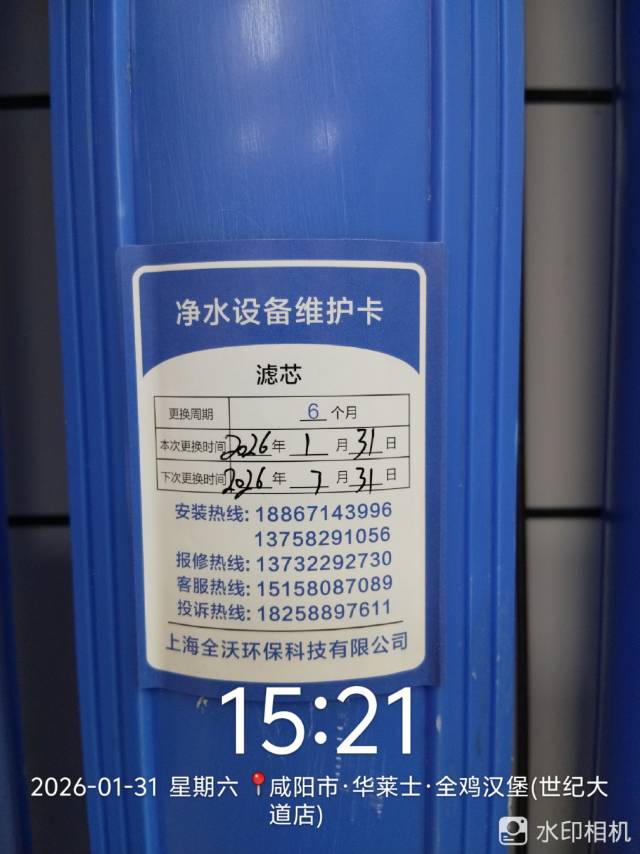 净水设备维护卡
滤芯
更换周期 6 个月
本次更换时间 2026 年 1 月 31 日
下次更换时间 2026 年 7 月 31 日
安装热线: 18867143996
13758291056
报修热线: 13732292730
客服热线: 15158087089
投诉热线: 18258897611
上海全沃环保科技有限公司
15:21
2026-01-31 星期六 📍咸阳市·华莱士·全鸡汉堡(世纪大
道店)
水印相机